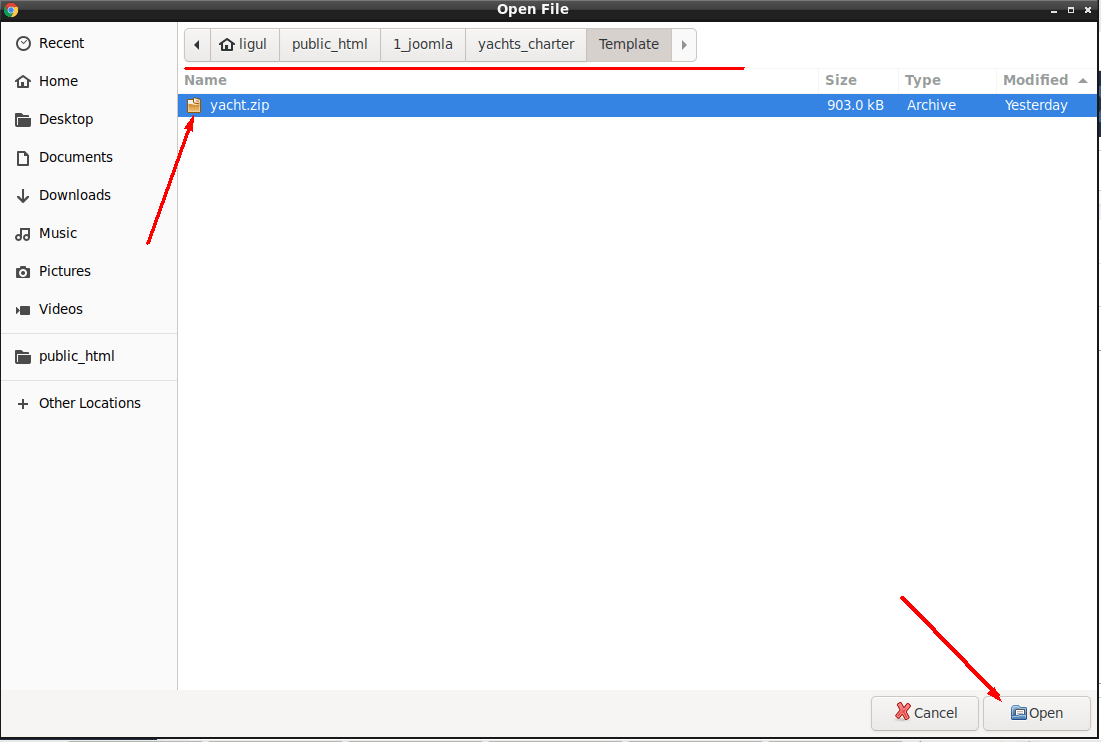 Open File
Recent
Home
Desktop
Documents
Downloads
Music
Pictures
Videos
public_html
Other Locations
ligul public_html 1_joomla yachts_charter Template
Name Size Type Modified
yacht.zip 903.0 kB Archive Yesterday
Cancel Open